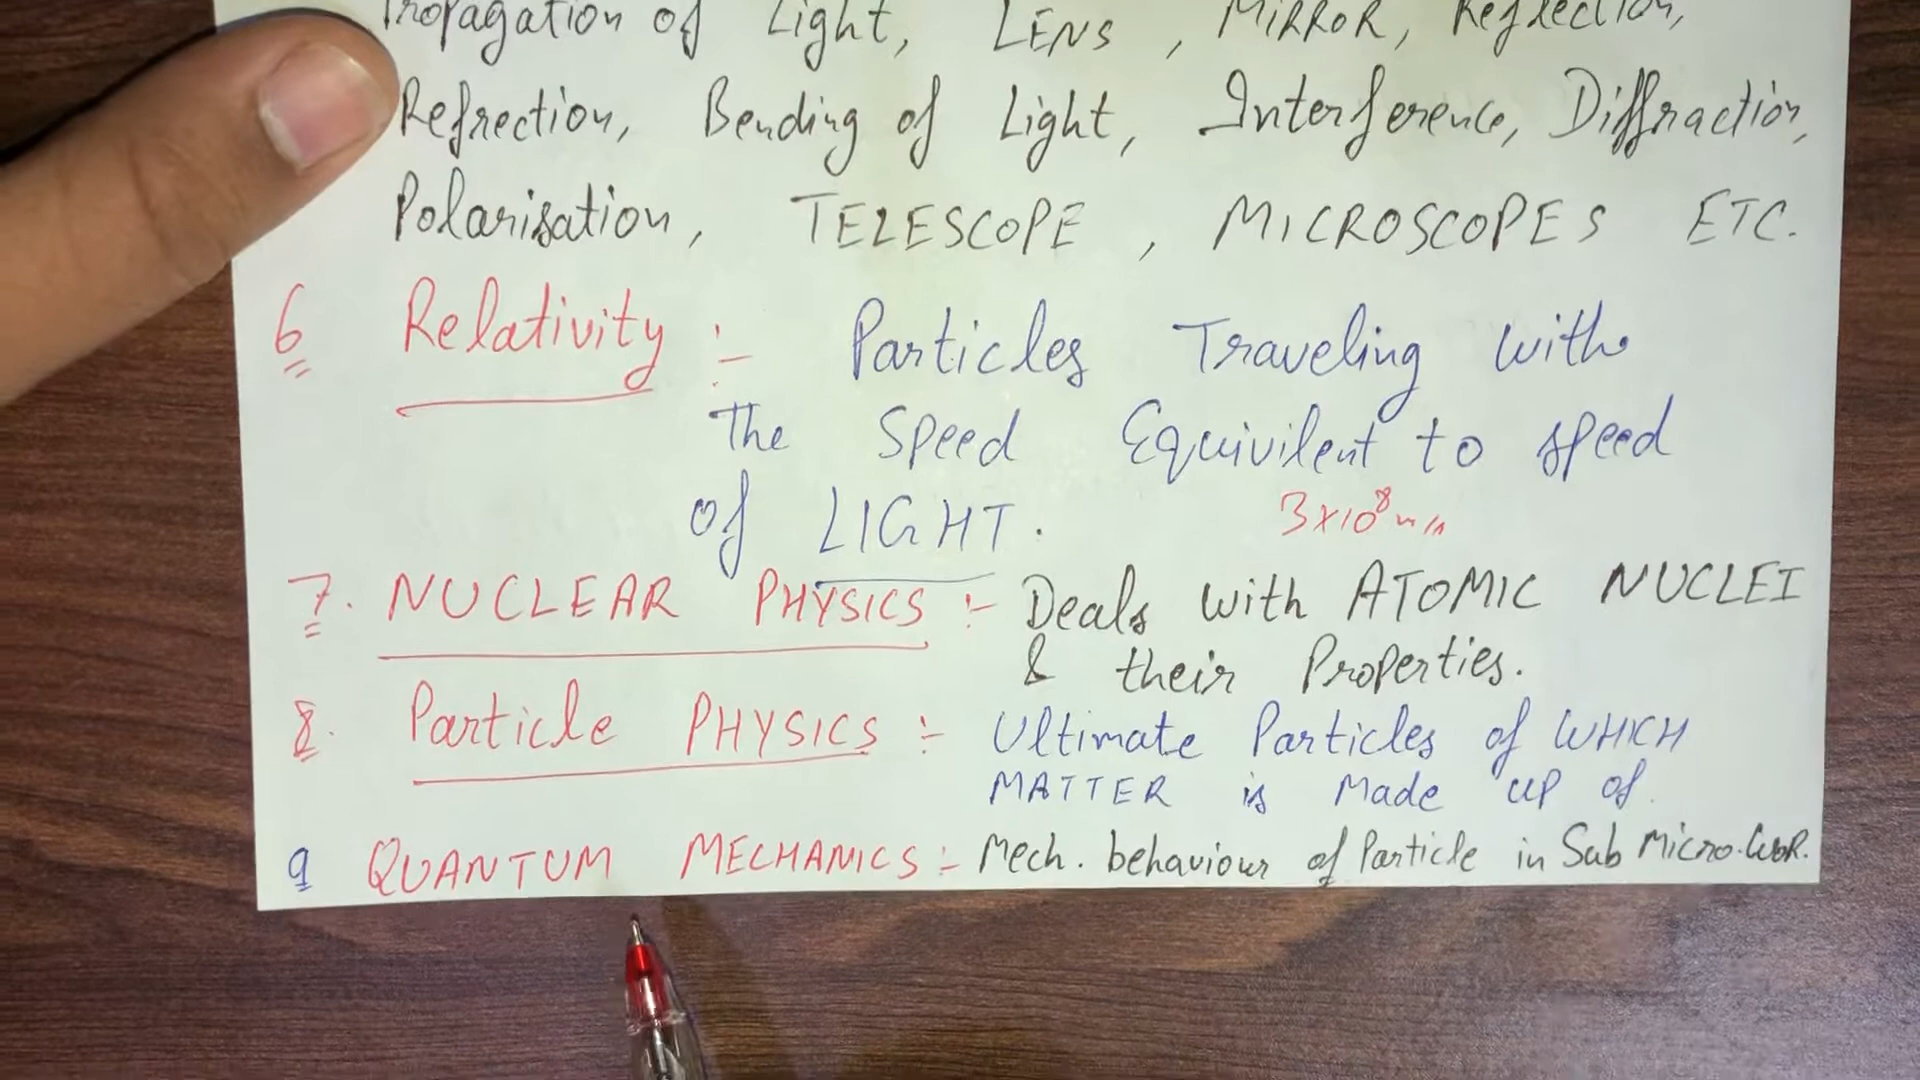 Propagation of Light, LENS, MIRROR, Reflection,
Refrection, Bending of Light, Interference, Diffraction,
Polarisation, TELESCOPE, MICROSCOPES ETC.
6 Relativity :- Particles Traveling with
The Speed Equivilent to speed
of LIGHT. 3x10⁸ m/s
7. NUCLEAR PHYSICS :- Deals with ATOMIC NUCLEI
& their Properties.
8. Particle PHYSICS :- Ultimate Particles of WHICH
MATTER is Made up of.
9 QUANTUM MECHANICS :- Mech. behaviour of Particle in Sub Micro.